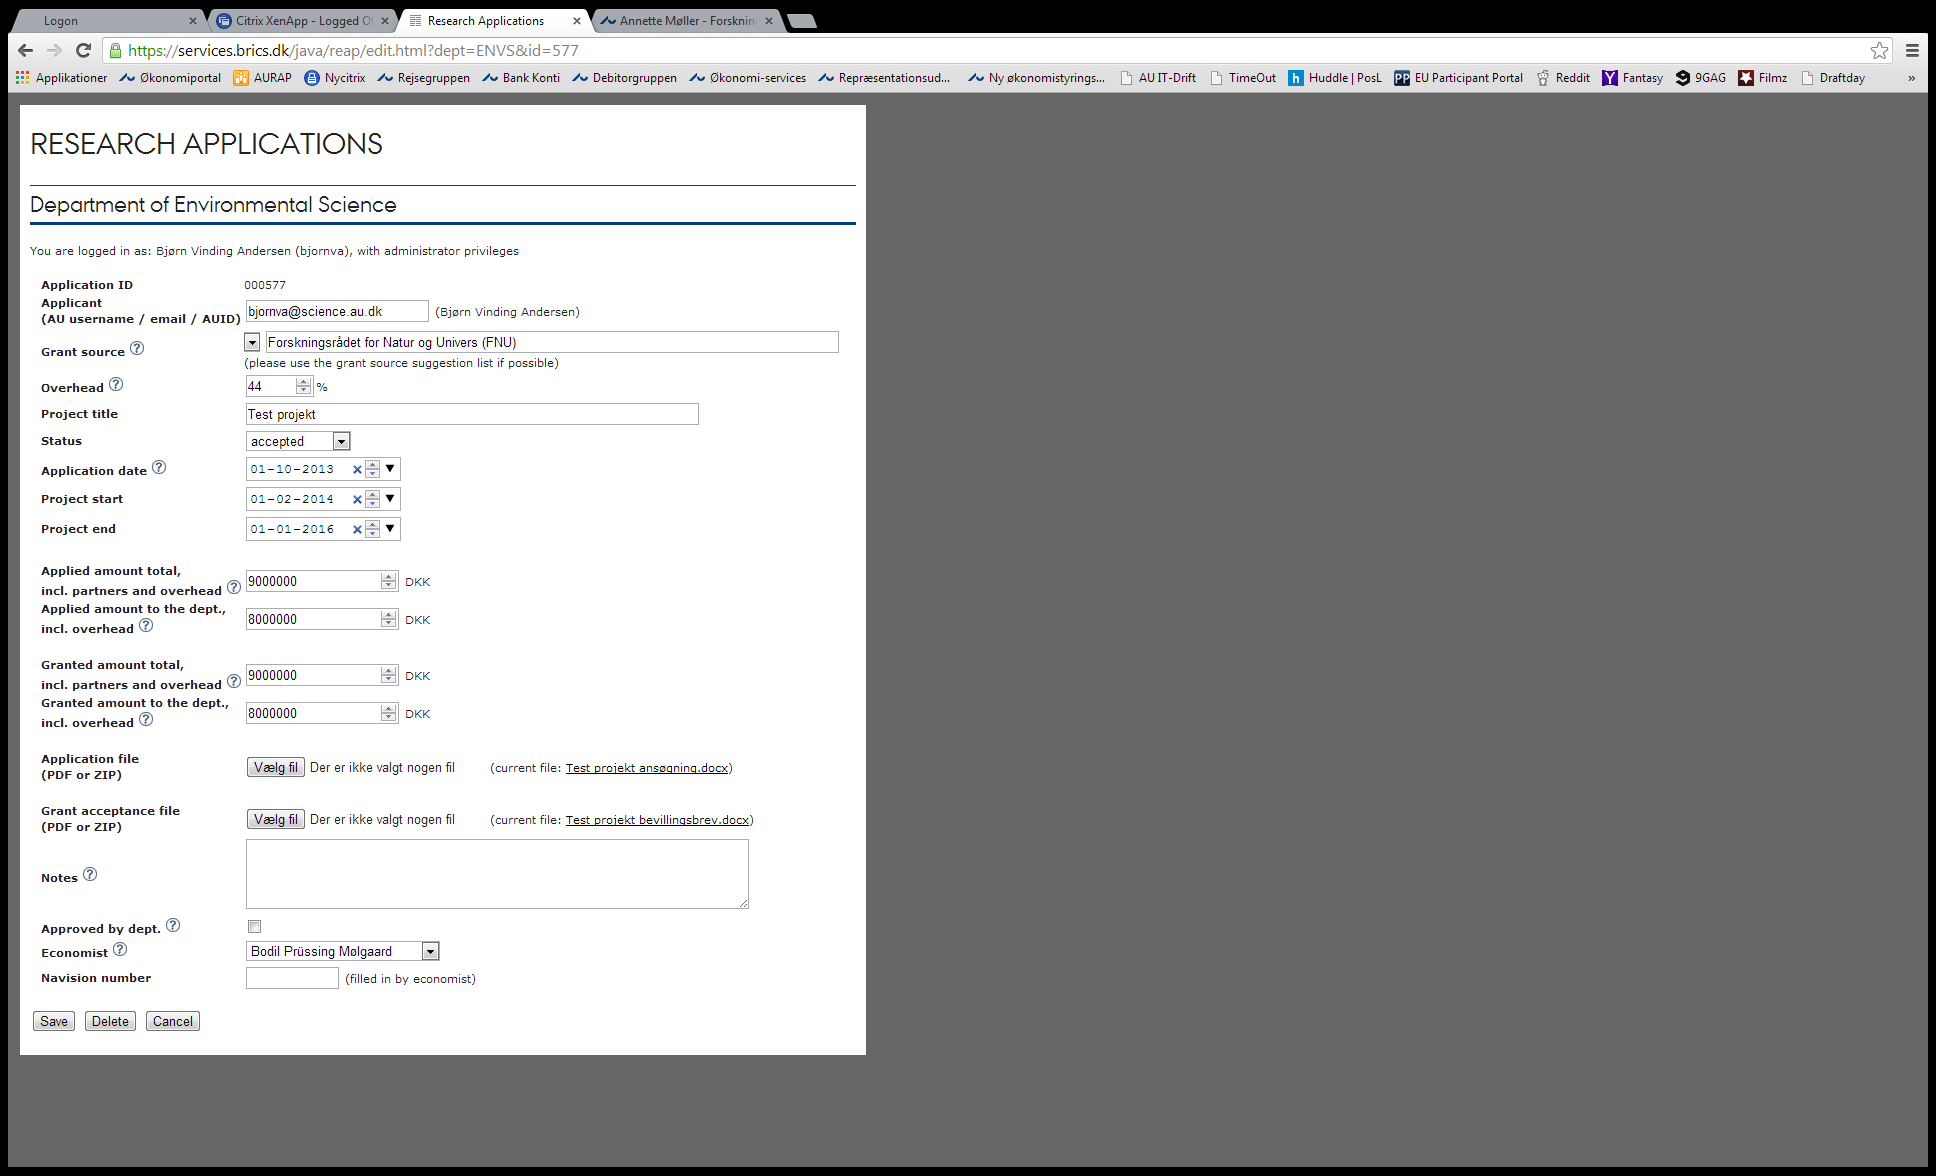 Logon
Citrix XenApp - Logged Of
Research Applications
Annette Møller - Forsknin
https://services.brics.dk/java/reap/edit.html?dept=ENVS&id=577
Applikationer Økonomiportal AURAP Nycitrix Rejsegruppen Bank Konti Debitorgruppen Økonomi-services Repræsentationsud... Ny økonomistyrings... AU IT-Drift TimeOut Huddle | PosL EU Participant Portal Reddit Fantasy 9GAG Filmz Draftday »
RESEARCH APPLICATIONS
Department of Environmental Science
You are logged in as: Bjørn Vinding Andersen (bjornva), with administrator privileges
Application ID 000577
Applicant
(AU username / email / AUID) bjornva@science.au.dk (Bjørn Vinding Andersen)
Grant source ? Forskningsrådet for Natur og Univers (FNU)
(please use the grant source suggestion list if possible)
Overhead ? 44 %
Project title Test projekt
Status accepted
Application date ? 01-10-2013
Project start 01-02-2014
Project end 01-01-2016
Applied amount total,
incl. partners and overhead ? 9000000 DKK
Applied amount to the dept.,
incl. overhead ? 8000000 DKK
Granted amount total,
incl. partners and overhead ? 9000000 DKK
Granted amount to the dept.,
incl. overhead ? 8000000 DKK
Application file
(PDF or ZIP) Vælg fil Der er ikke valgt nogen fil (current file: Test projekt ansøgning.docx)
Grant acceptance file
(PDF or ZIP) Vælg fil Der er ikke valgt nogen fil (current file: Test projekt bevillingsbrev.docx)
Notes ?
Approved by dept. ?
Economist ? Bodil Prüssing Mølgaard
Navision number (filled in by economist)
Save Delete Cancel